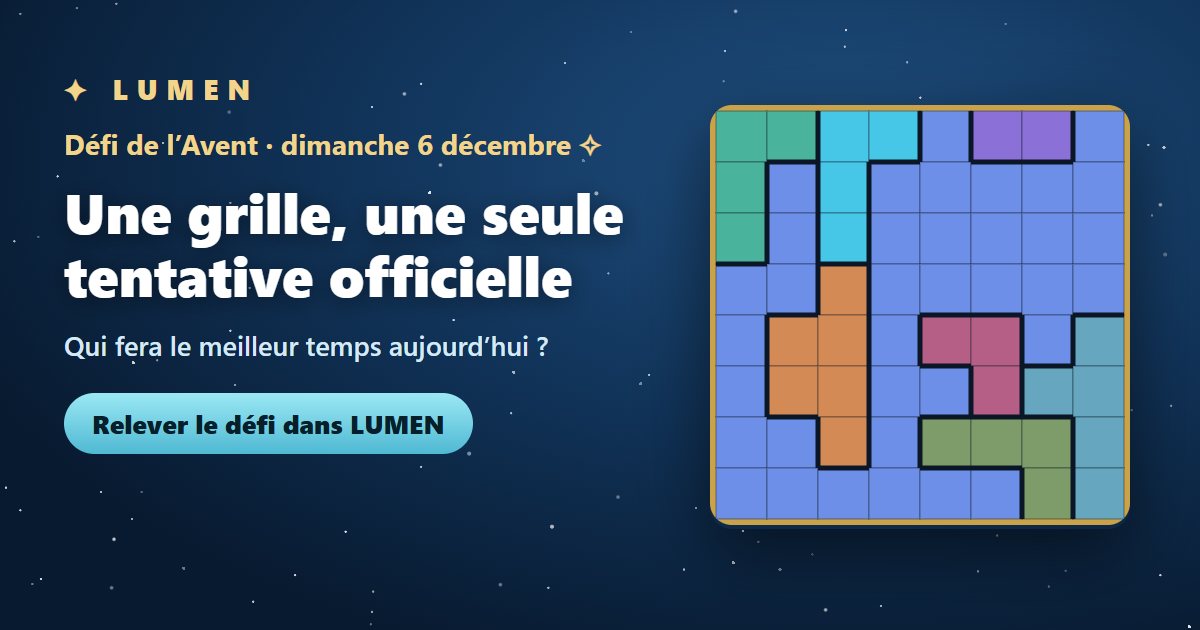 ✦ LUMEN
Défi de l’Avent · dimanche 6 décembre ✧
Une grille, une seule
tentative officielle
Qui fera le meilleur temps aujourd’hui ?
Relever le défi dans LUMEN